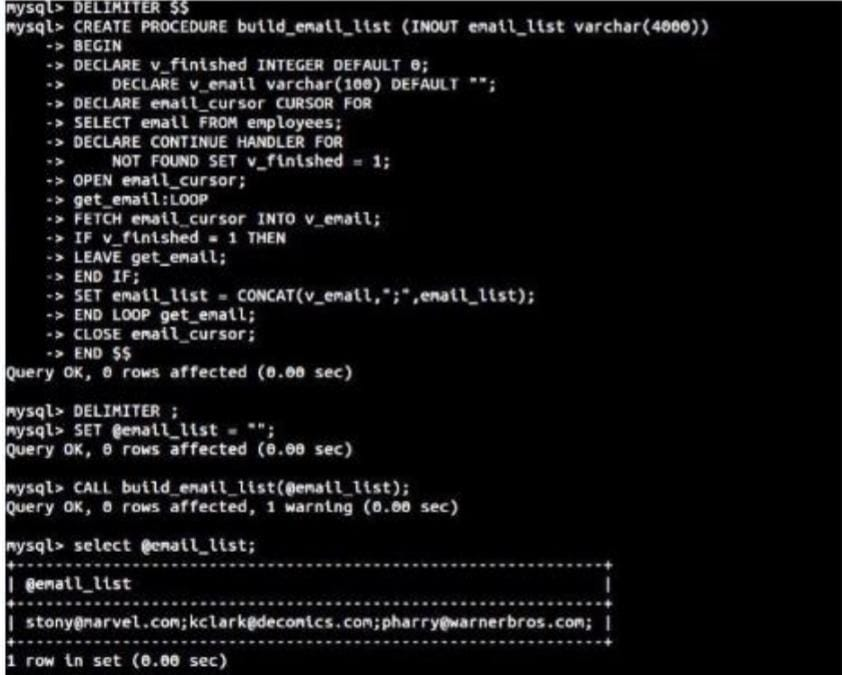 mysql> DELIMITER $$
mysql> CREATE PROCEDURE build_email_list (INOUT email_list varchar(4000))
    -> BEGIN
    -> DECLARE v_finished INTEGER DEFAULT 0;
    ->     DECLARE v_email varchar(100) DEFAULT "";
    -> DECLARE email_cursor CURSOR FOR
    -> SELECT email FROM employees;
    -> DECLARE CONTINUE HANDLER FOR
    ->     NOT FOUND SET v_finished = 1;
    -> OPEN email_cursor;
    -> get_email:LOOP
    -> FETCH email_cursor INTO v_email;
    -> IF v_finished = 1 THEN
    -> LEAVE get_email;
    -> END IF;
    -> SET email_list = CONCAT(v_email,";",email_list);
    -> END LOOP get_email;
    -> CLOSE email_cursor;
    -> END $$
Query OK, 0 rows affected (0.00 sec)
mysql> DELIMITER ;
mysql> SET @email_list = "";
Query OK, 0 rows affected (0.00 sec)
mysql> CALL build_email_list(@email_list);
Query OK, 0 rows affected, 1 warning (0.00 sec)
mysql> select @email_list;
| @email_list |
| stony@marvel.com;kclark@decomics.com;pharry@warnerbros.com; |
1 row in set (0.00 sec)